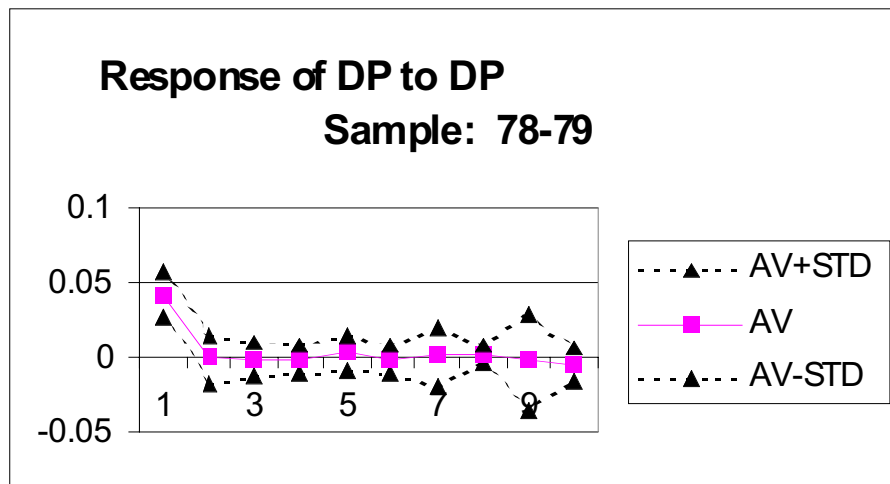 Response of DP to DP
Sample: 78-79
0.1
0.05
0
-0.05
1 3 5 7 9
AV+STD
AV
AV-STD